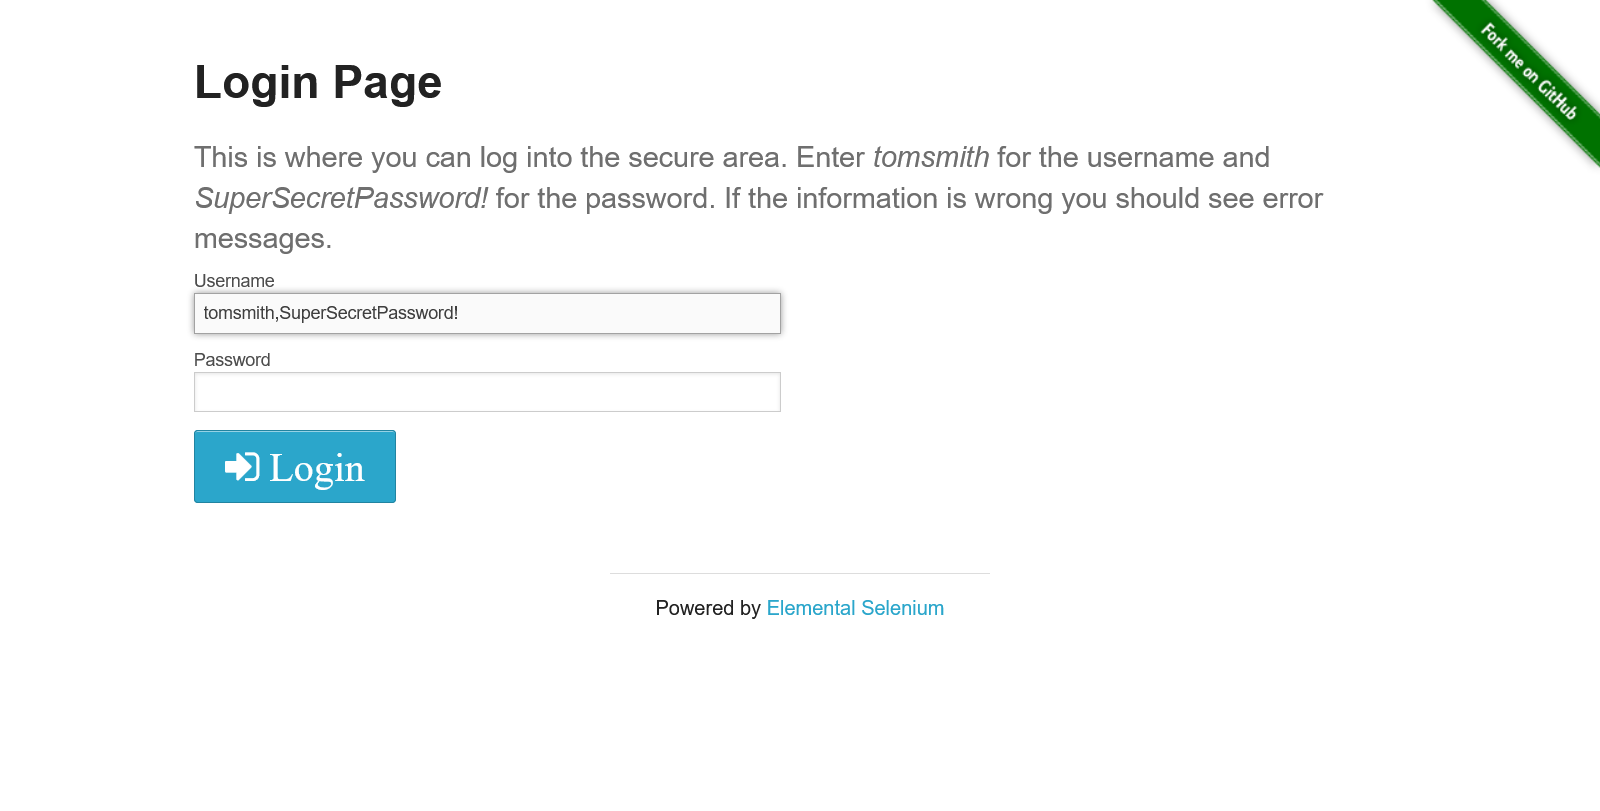 Fork me on GitHub
Login Page
This is where you can log into the secure area. Enter tomsmith for the username and
SuperSecretPassword! for the password. If the information is wrong you should see error
messages.
Username
tomsmith,SuperSecretPassword!
Password
Login
Powered by Elemental Selenium